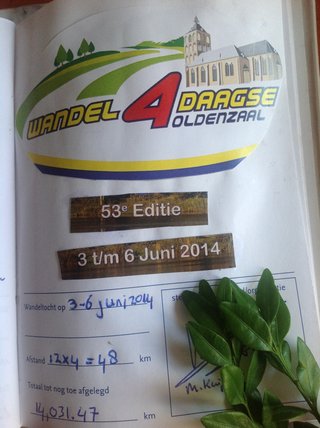 WANDEL 4 DAAGSE
OLDENZAAL
53e Editie
3 t/m 6 Juni 2014
Wandeltocht op 3-6 juni 2014
Afstand 12x4 = 48 km
Totaal tot nog toe afgelegd
14,031.47 km